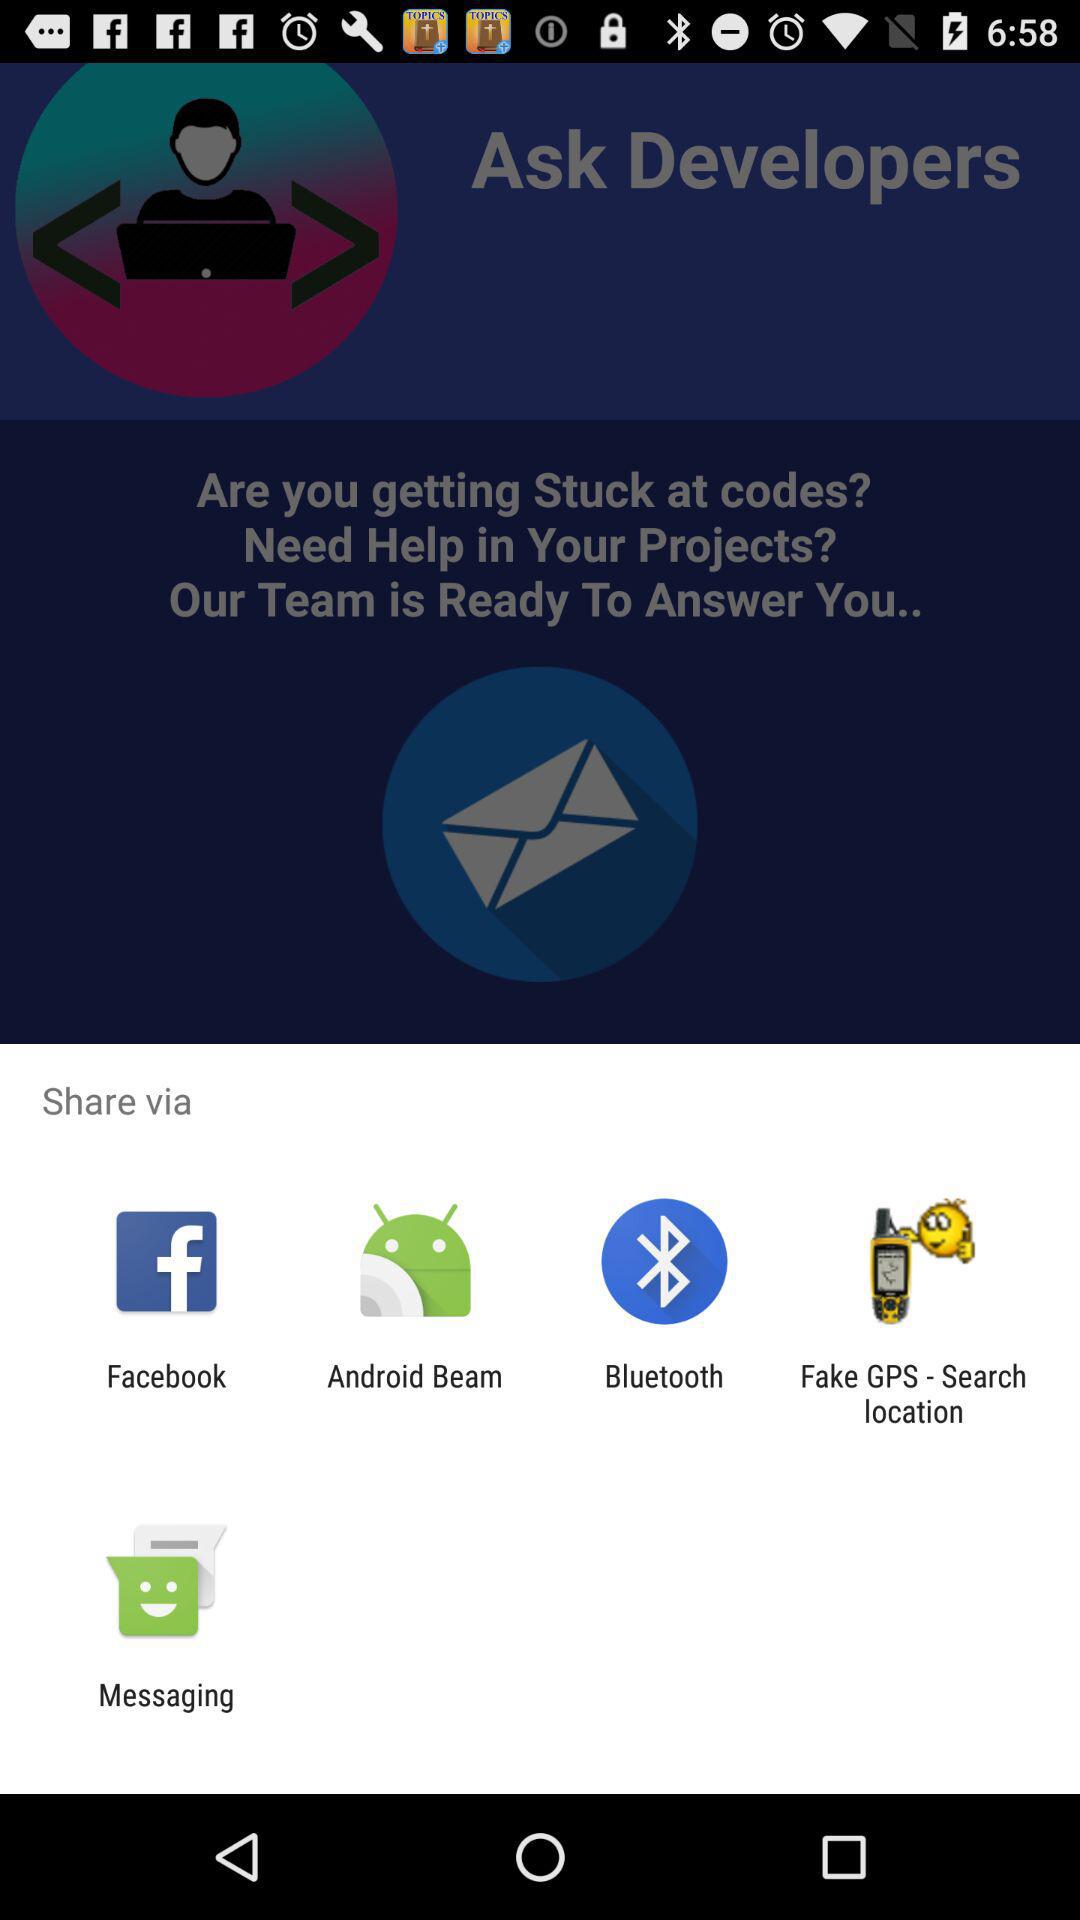 TOPICS TOPICS 6:58
Ask Developers
Are you getting Stuck at codes?
Need Help in Your Projects?
Our Team is Ready To Answer You..
Share via
Facebook
Android Beam
Bluetooth
Fake GPS - Search
location
Messaging